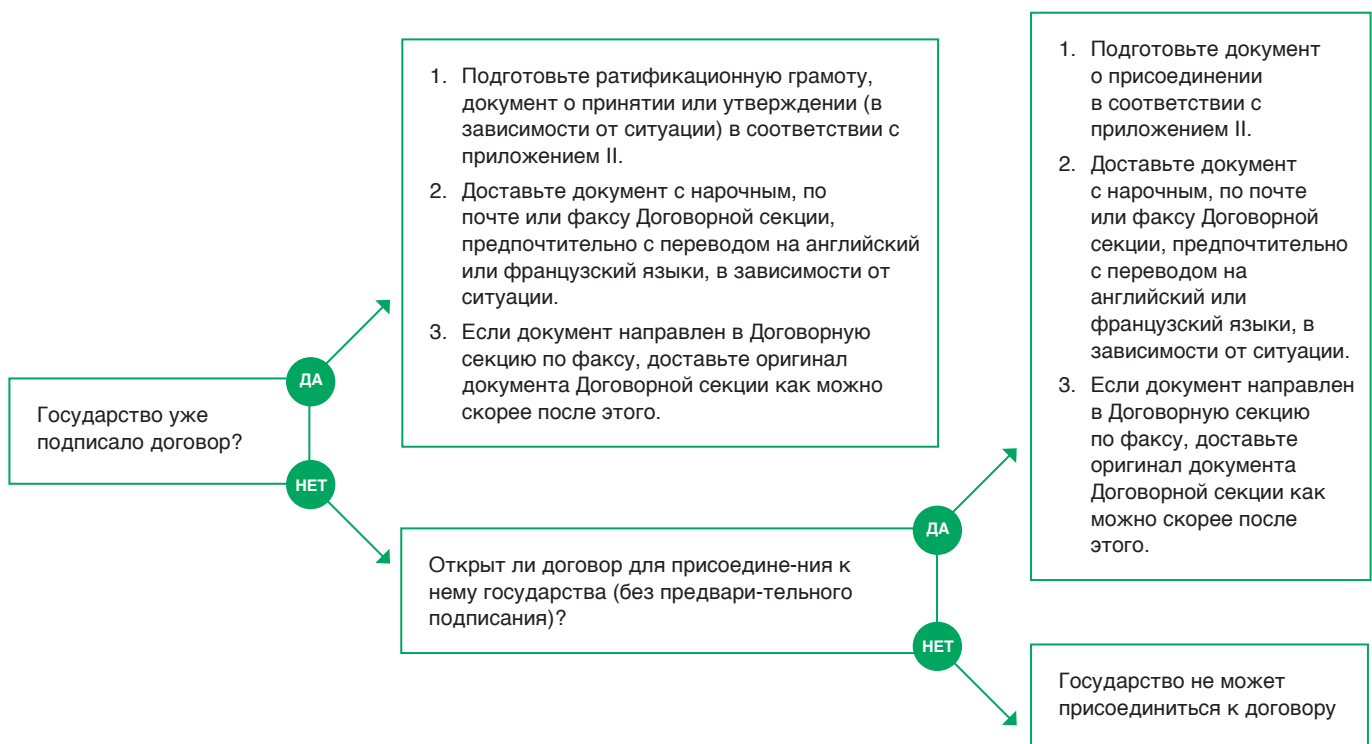 Государство уже
подписало договор?
ДА
НЕТ
1. Подготовьте ратификационную грамоту,
документ о принятии или утверждении (в
зависимости от ситуации) в соответствии с
приложением II.
2. Доставьте документ с нарочным, по
почте или факсу Договорной секции,
предпочтительно с переводом на английский
или французский языки, в зависимости от
ситуации.
3. Если документ направлен в Договорную
секцию по факсу, доставьте оригинал
документа Договорной секции как можно
скорее после этого.
Открыт ли договор для присоедине-ния к
нему государства (без предвари-тельного
подписания)?
ДА
НЕТ
1. Подготовьте документ
о присоединении
в соответствии с
приложением II.
2. Доставьте документ
с нарочным, по почте
или факсу Договорной
секции, предпочтительно
с переводом на
английский или
французский языки, в
зависимости от ситуации.
3. Если документ направлен
в Договорную секцию
по факсу, доставьте
оригинал документа
Договорной секции как
можно скорее после
этого.
Государство не может
присоединиться к договору